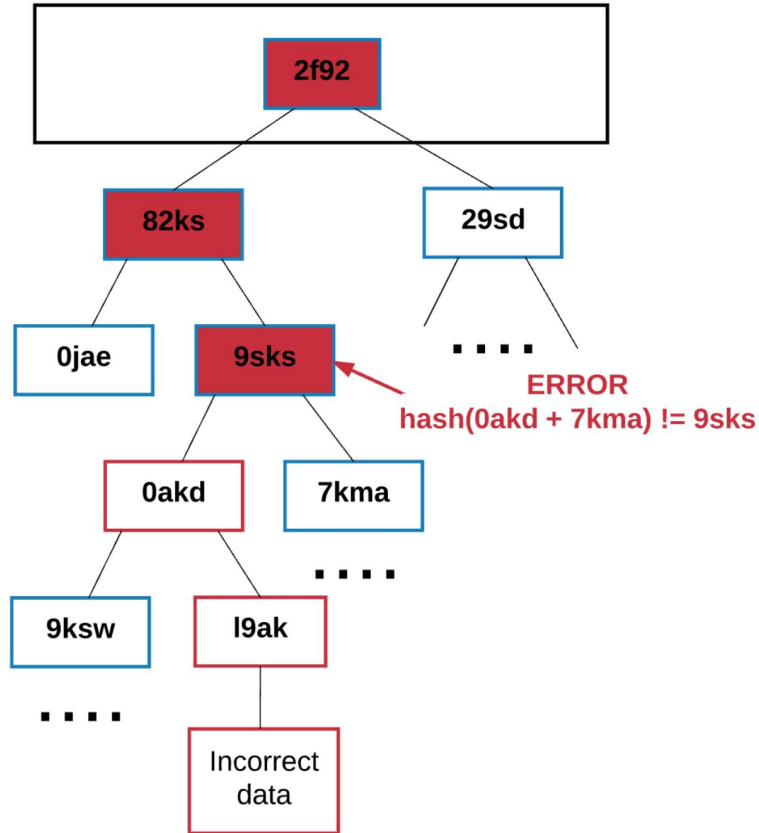 2f92
82ks
29sd
0jae
9sks
....
ERROR
hash(0akd + 7kma) != 9sks
0akd
7kma
....
9ksw
l9ak
....
Incorrect
data